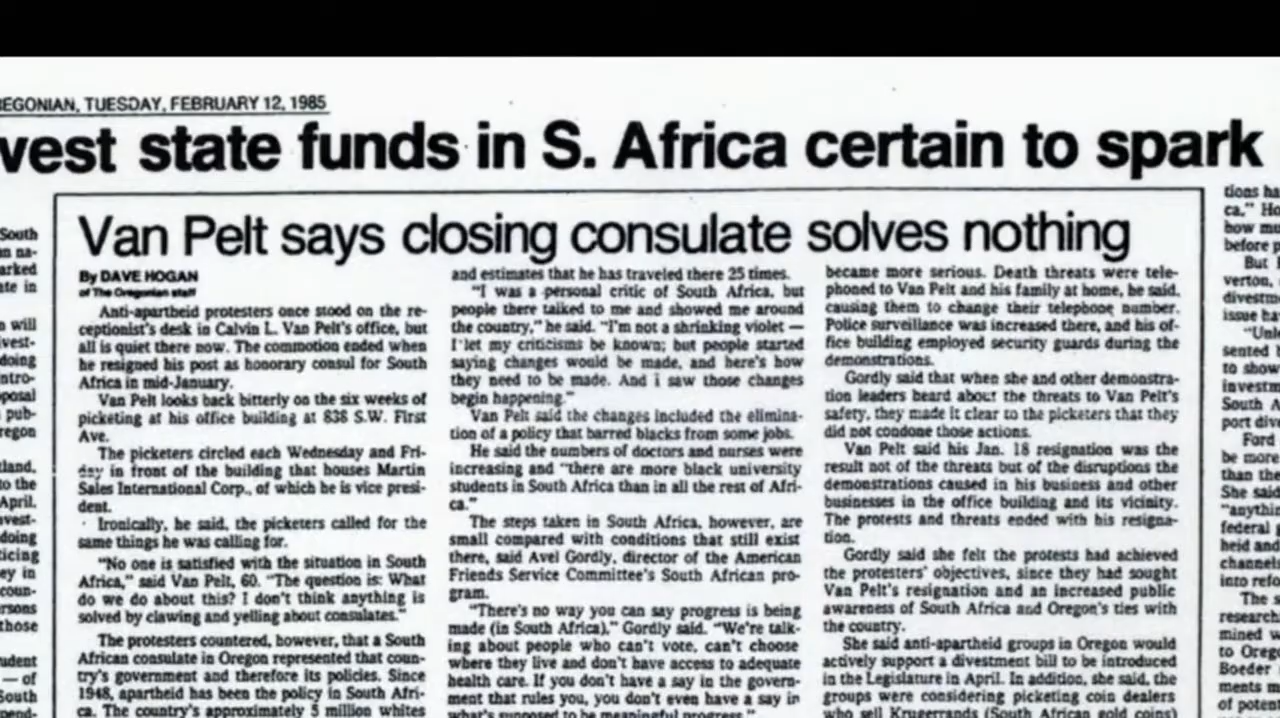 EGONIAN, TUESDAY, FEBRUARY 12, 1985
vest state funds in S. Africa certain to spark
Van Pelt says closing consulate solves nothing
By DAVE HOGAN
of The Oregonian staff
Anti-apartheid protesters once stood on the re-
ceptionist's desk in Calvin L. Van Pelt's office, but
all is quiet there now. The commotion ended when
he resigned his post as honorary consul for South
Africa in mid-January.
Van Pelt looks back bitterly on the six weeks of
picketing at his office building at 838 S.W. First
Ave.
The picketers circled each Wednesday and Fri-
day in front of the building that houses Martin
Sales International Corp., of which he is vice presi-
dent.
Ironically, he said, the picketers called for the
same things he was calling for.
"No one is satisfied with the situation in South
Africa," said Van Pelt, 60. "The question is: What
do we do about this? I don't think anything is
solved by clawing and yelling about consulates."
The protesters countered, however, that a South
African consulate in Oregon represented that coun-
try's government and therefore its policies. Since
1948, apartheid has been the policy in South Afri-
ca. The country's approximately 5 million whites
and estimates that he has traveled there 25 times.
"I was a personal critic of South Africa, but
people there talked to me and showed me around
the country," he said. "I'm not a shrinking violet —
I let my criticisms be known; but people started
saying changes would be made, and here's how
they need to be made. And I saw those changes
begin happening."
Van Pelt said the changes included the elimina-
tion of a policy that barred blacks from some jobs.
He said the numbers of doctors and nurses were
increasing and "there are more black university
students in South Africa than in all the rest of Afri-
ca."
The steps taken in South Africa, however, are
small compared with conditions that still exist
there, said Avel Gordly, director of the American
Friends Service Committee's South African pro-
gram.
"There's no way you can say progress is being
made (in South Africa)," Gordly said. "We're talk-
ing about people who can't vote, can't choose
where they live and don't have access to adequate
health care. If you don't have a say in the govern-
ment that rules you, you don't even have a say in
what's supposed to be meaningful progress."
became more serious. Death threats were tele-
phoned to Van Pelt and his family at home, he said,
causing them to change their telephone number.
Police surveillance was increased there, and his of-
fice building employed security guards during the
demonstrations.
Gordly said that when she and other demonstra-
tion leaders heard about the threats to Van Pelt's
safety, they made it clear to the picketers that they
did not condone those actions.
Van Pelt said his Jan. 18 resignation was the
result not of the threats but of the disruptions the
demonstrations caused in his business and other
businesses in the office building and its vicinity.
The protests and threats ended with his resigna-
tion.
Gordly said she felt the protests had achieved
the protesters' objectives, since they had sought
Van Pelt's resignation and an increased public
awareness of South Africa and Oregon's ties with
the country.
She said anti-apartheid groups in Oregon would
actively support a divestment bill to be introduced
in the Legislature in April. In addition, she said, the
groups were considering picketing coin dealers
who sell Krugerrands (South African gold coins)